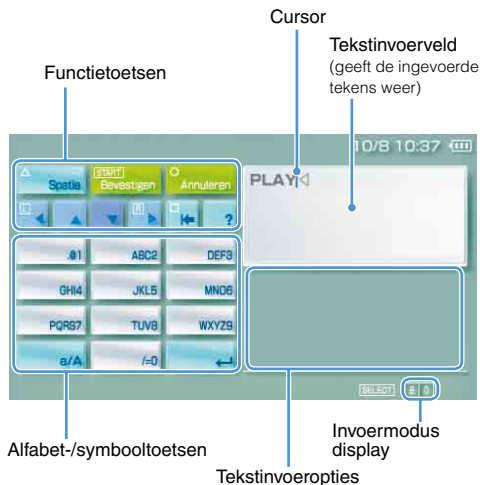 Cursor
Tekstinvoerveld
(geeft de ingevoerde
tekens weer)
Functietoetsen
10/8 10:37
START
Spatie Bevestigen Annuleren
PLAY
L R ?
.@1 ABC2 DEF3
GHI4 JKL5 MNO6
PQRS7 TUV8 WXYZ9
a/A /=0
SELECT a 0
Alfabet-/symbooltoetsen
Invoermodus
display
Tekstinvoeropties